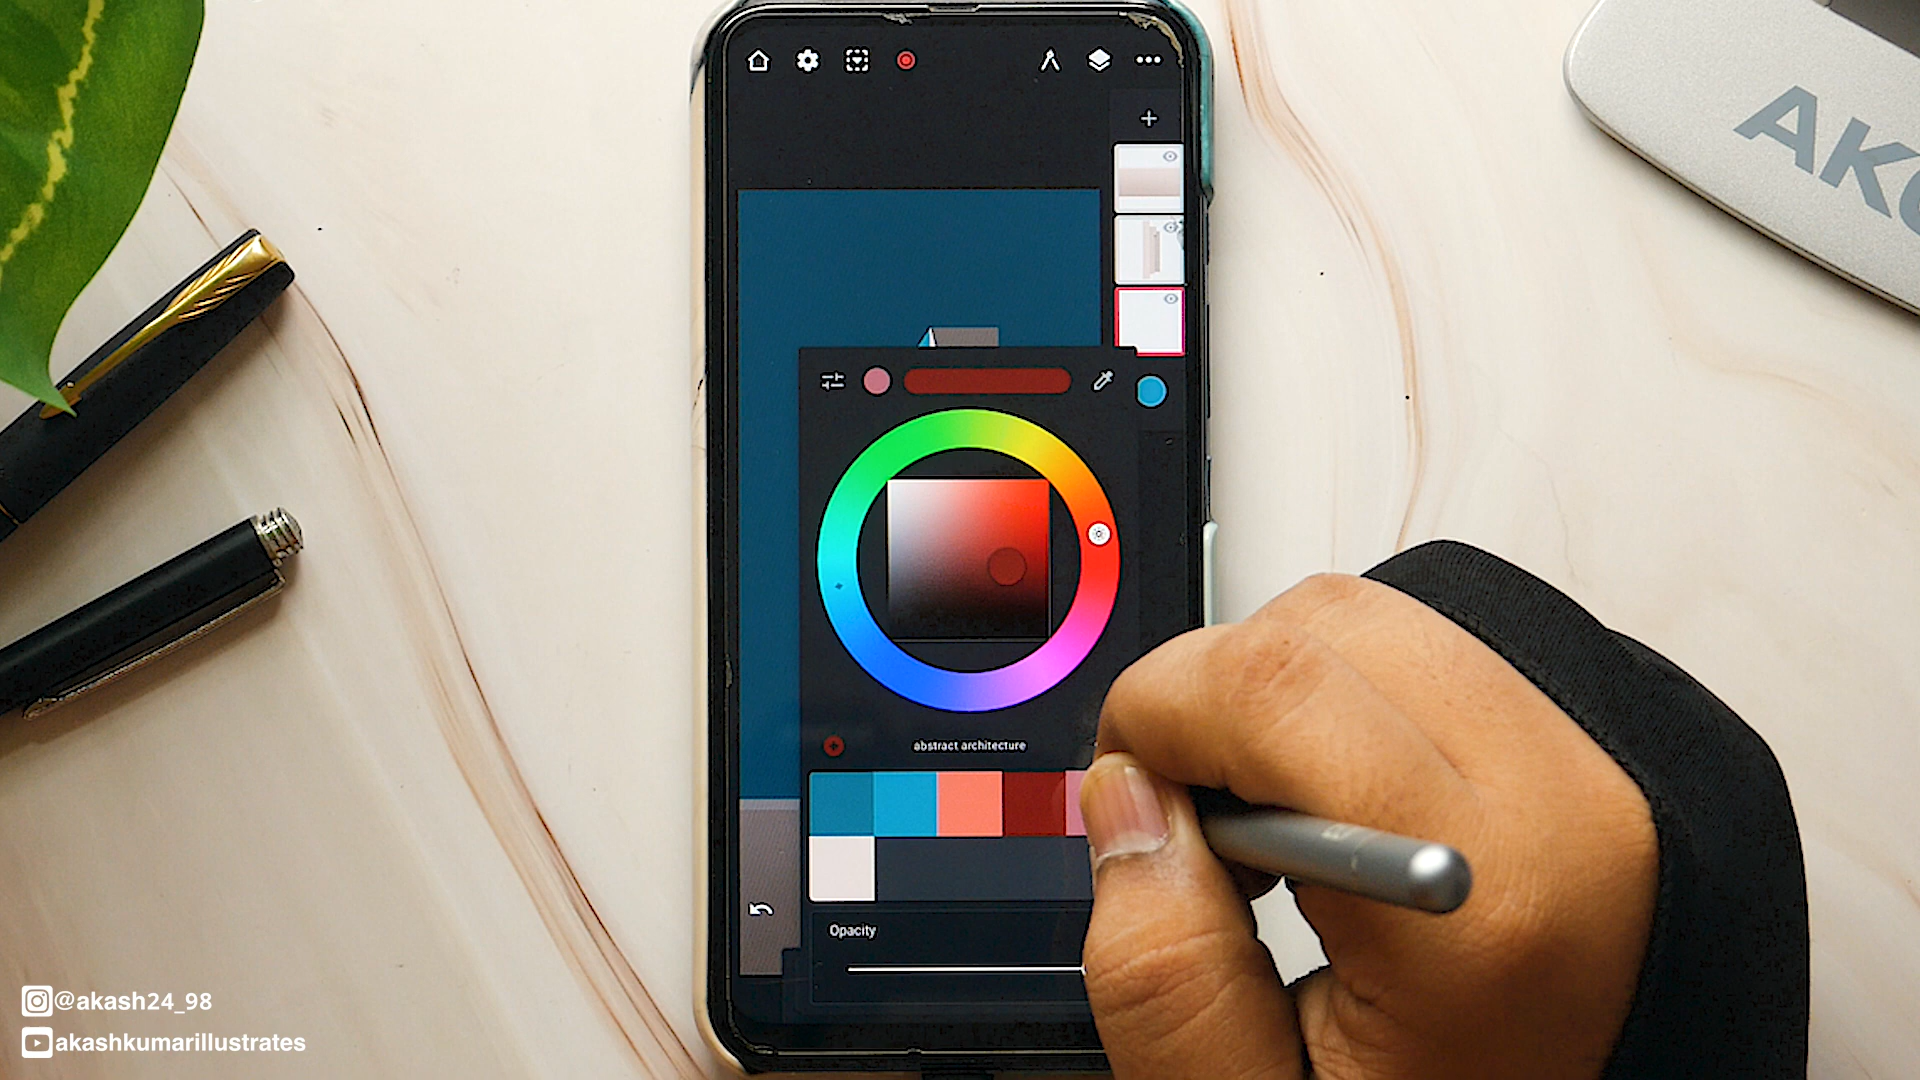 AK
abstract architecture
Opacity
@akash24_98
akashkumarillustrates